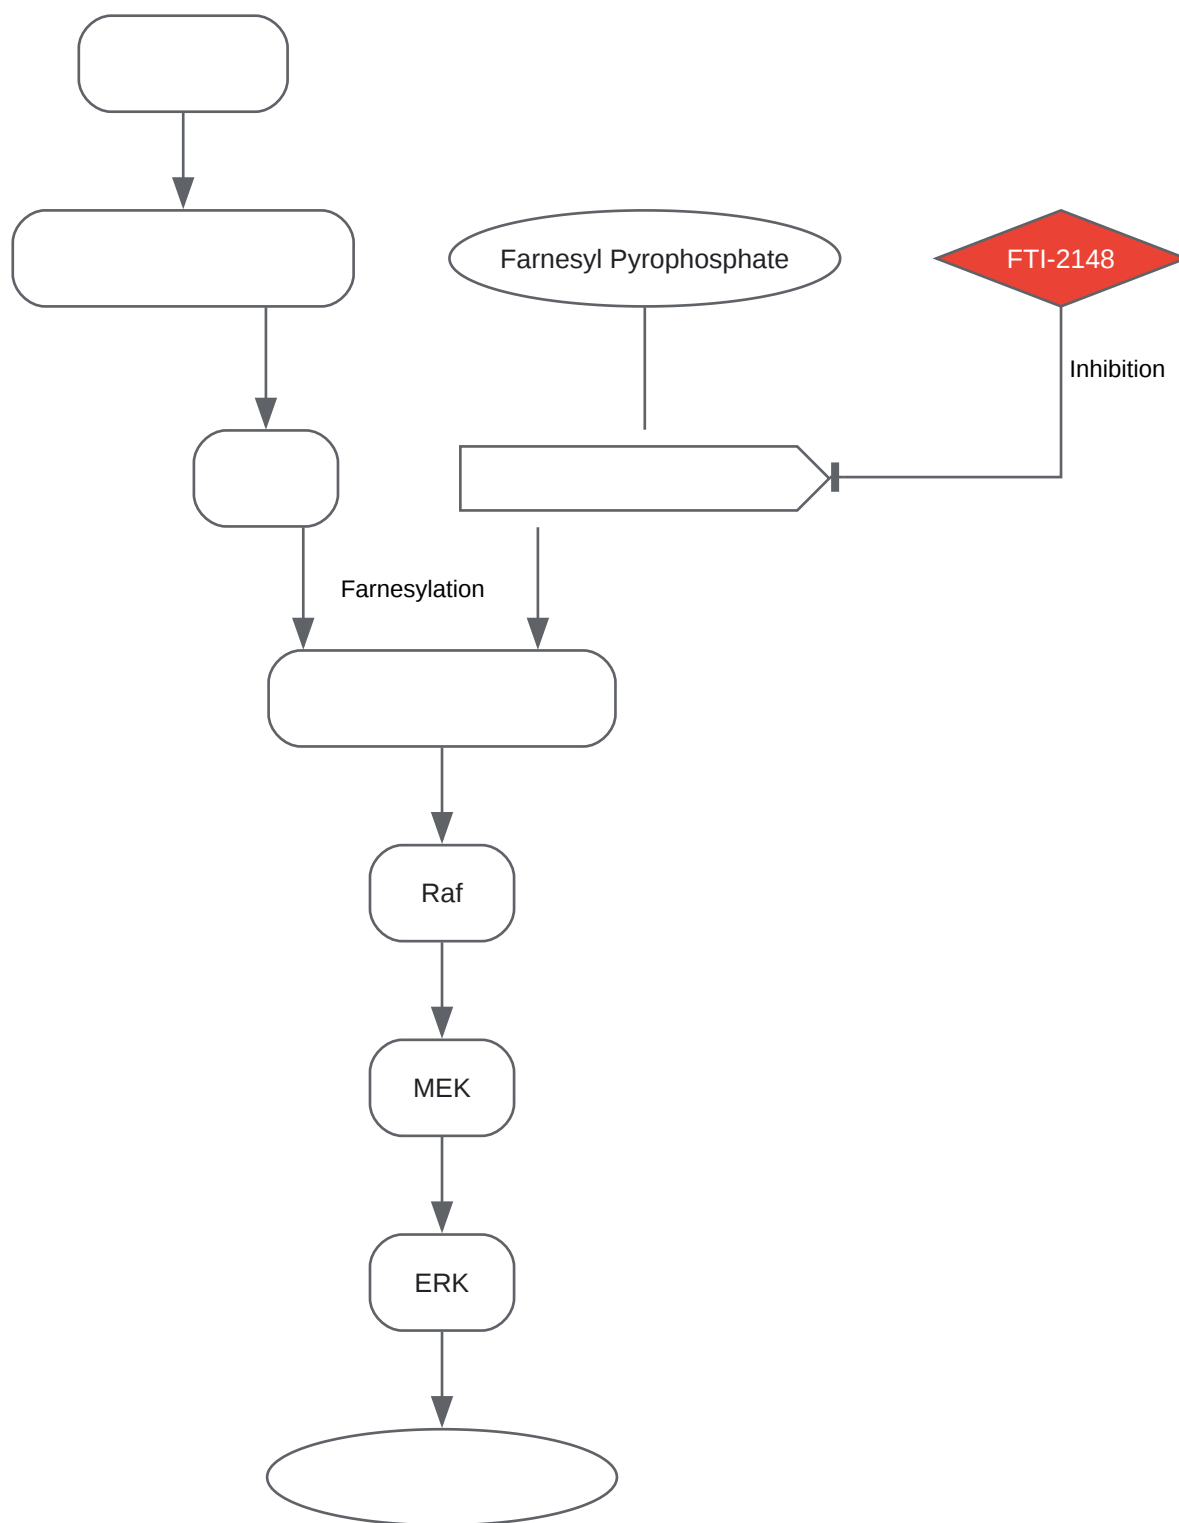 Farnesyl Pyrophosphate
FTI-2148
Inhibition
Farnesylation
Raf
MEK
ERK